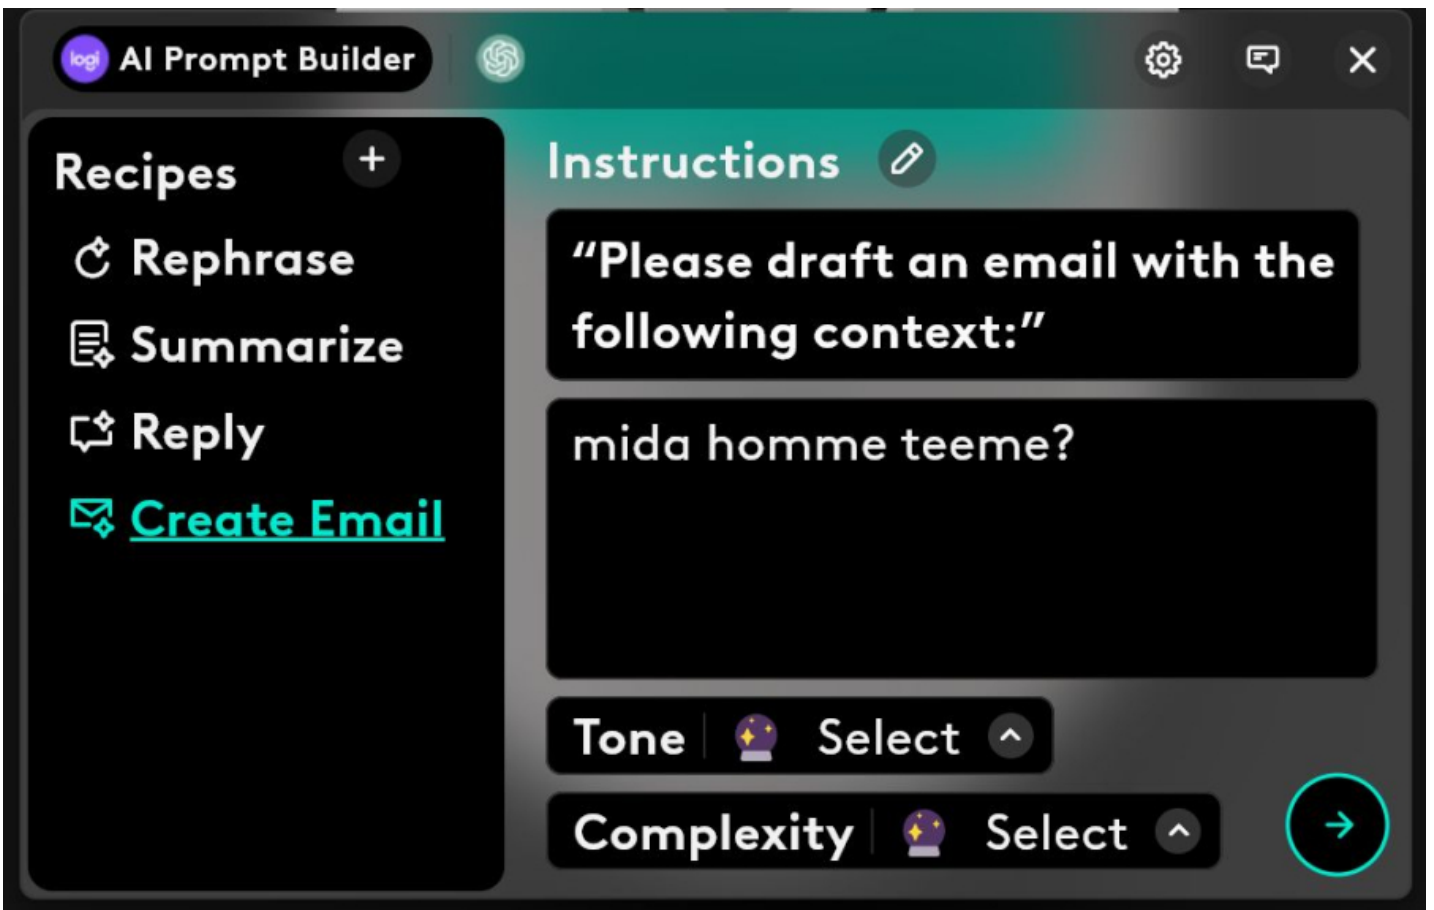 logi AI Prompt Builder
Recipes
Rephrase
Summarize
Reply
Create Email
Instructions
“Please draft an email with the
following context:”
mida homme teeme?
Tone Select
Complexity Select